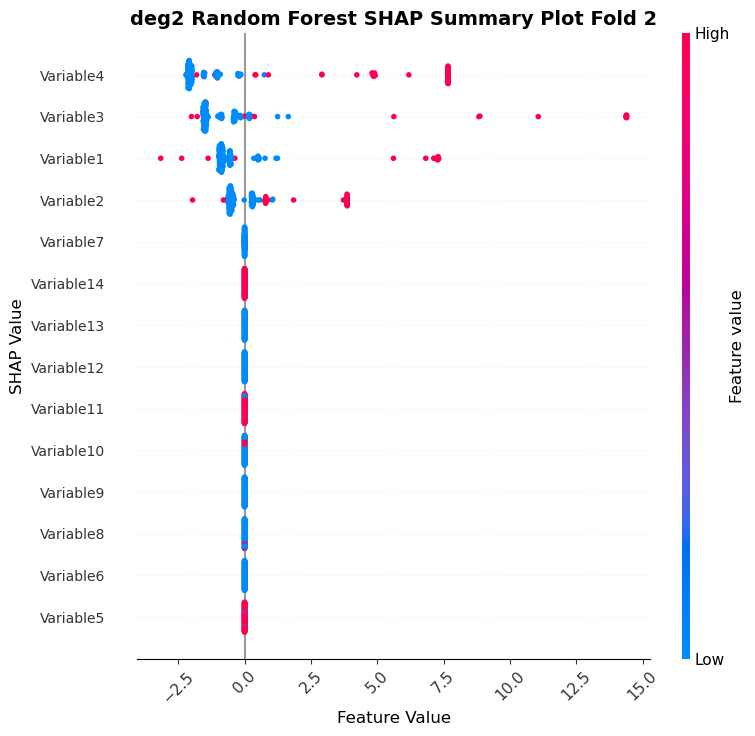 deg2 Random Forest SHAP Summary Plot Fold 2
High
Variable4
Variable3
Variable1
Variable2
Variable7
Variable14
Variable13
Variable12
Variable11
Variable10
Variable9
Variable8
Variable6
Variable5
SHAP Value
Feature value
Low
−2.5 0.0 2.5 5.0 7.5 10.0 12.5 15.0
Feature Value